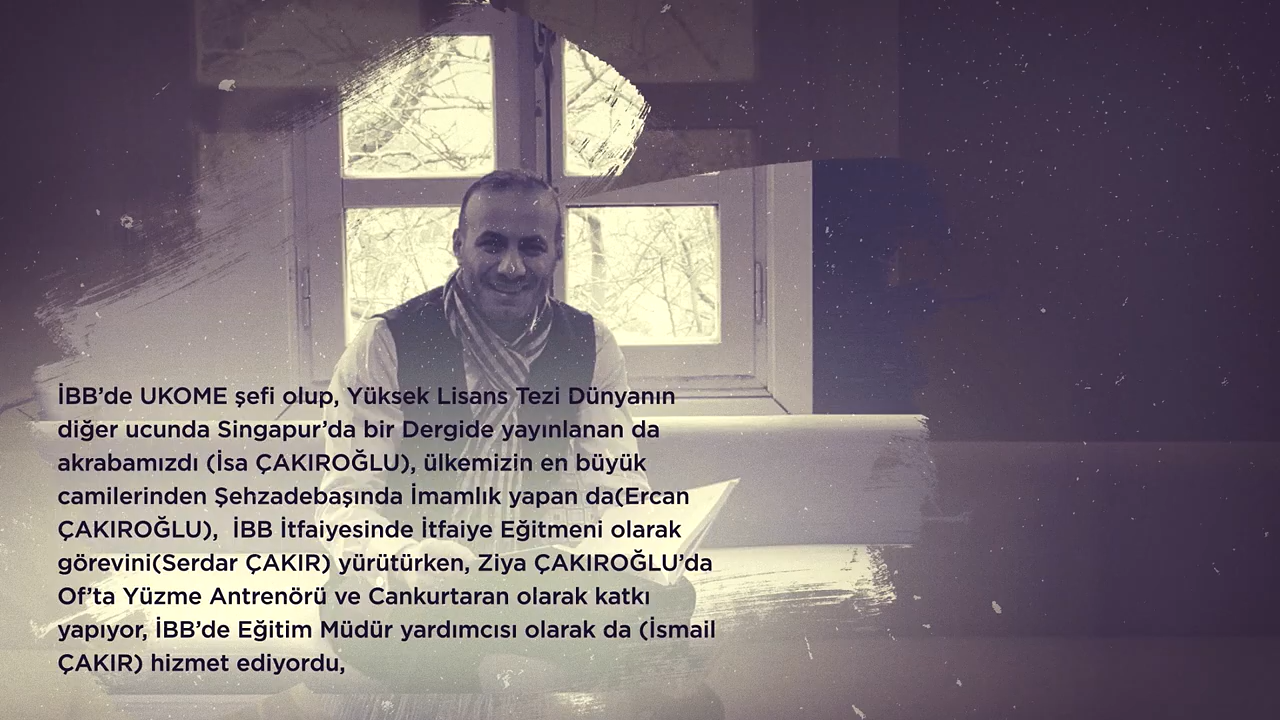 İBB’de UKOME şefi olup, Yüksek Lisans Tezi Dünyanın
diğer ucunda Singapur’da bir Dergide yayınlanan da
akrabamızdı (İsa ÇAKIROĞLU), ülkemizin en büyük
camilerinden Şehzadebaşında İmamlık yapan da(Ercan
ÇAKIROĞLU),  İBB İtfaiyesinde İtfaiye Eğitmeni olarak
görevini(Serdar ÇAKIR) yürütürken, Ziya ÇAKIROĞLU’da
Of’ta Yüzme Antrenörü ve Cankurtaran olarak katkı
yapıyor, İBB’de Eğitim Müdür yardımcısı olarak da (İsmail
ÇAKIR) hizmet ediyordu,